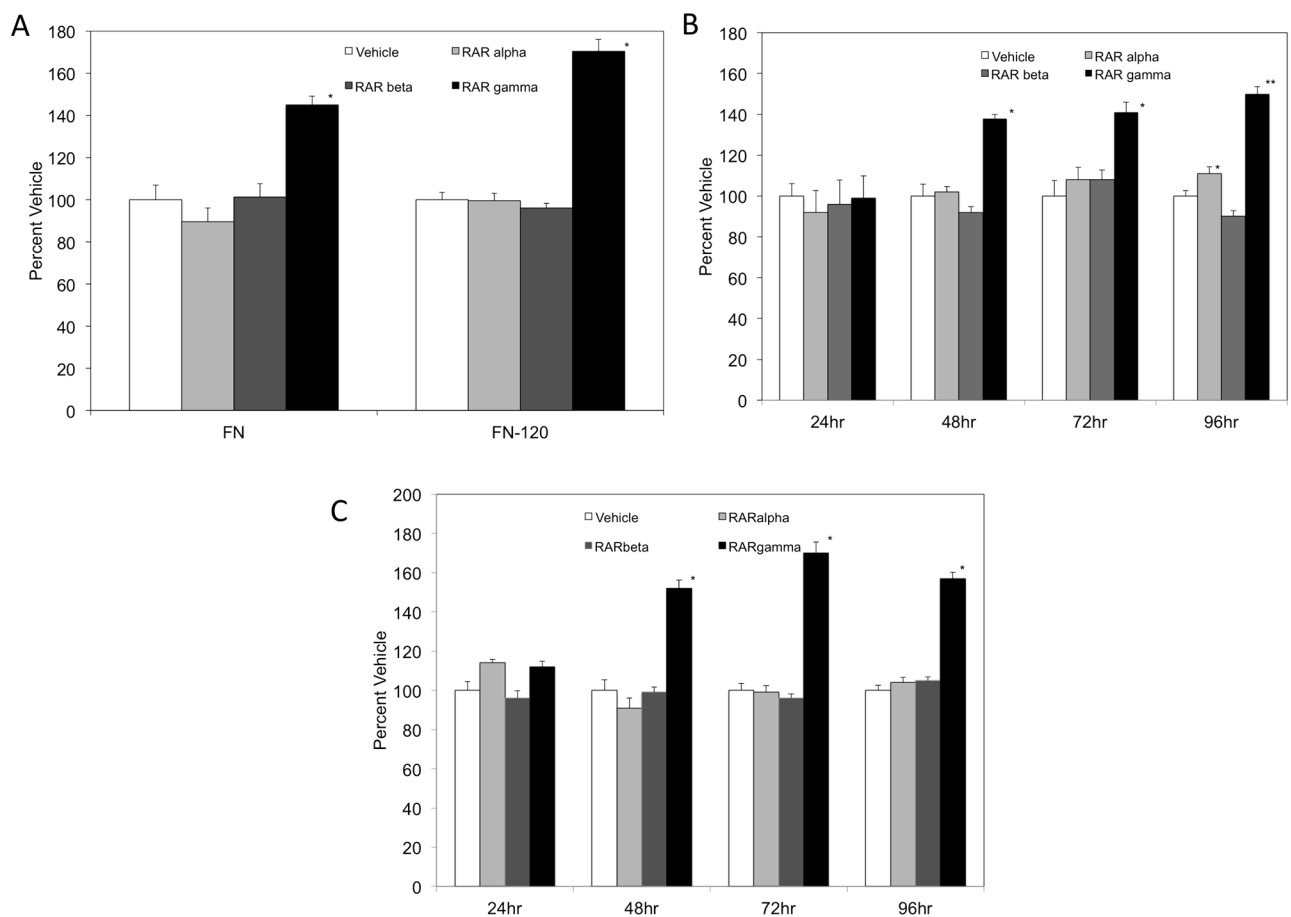 A
Percent Vehicle
180
160
140
120
100
80
60
40
20
0
Vehicle
RAR alpha
RAR beta
RAR gamma
*
*
FN
FN-120
B
Percent Vehicle
180
160
140
120
100
80
60
40
20
0
Vehicle
RAR alpha
RAR beta
RAR gamma
*
*
*
**
24hr
48hr
72hr
96hr
C
Percent Vehicle
200
180
160
140
120
100
80
60
40
20
0
Vehicle
RARalpha
RARbeta
RARgamma
*
*
*
24hr
48hr
72hr
96hr